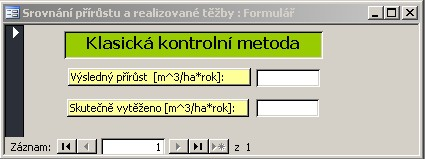 Srovnání přírůstu a realizované těžby : Formulář
Klasická kontrolní metoda
Výsledný přírůst [m^3/ha*rok]:
Skutečně vytěženo [m^3/ha*rok]:
Záznam: 1 z 1